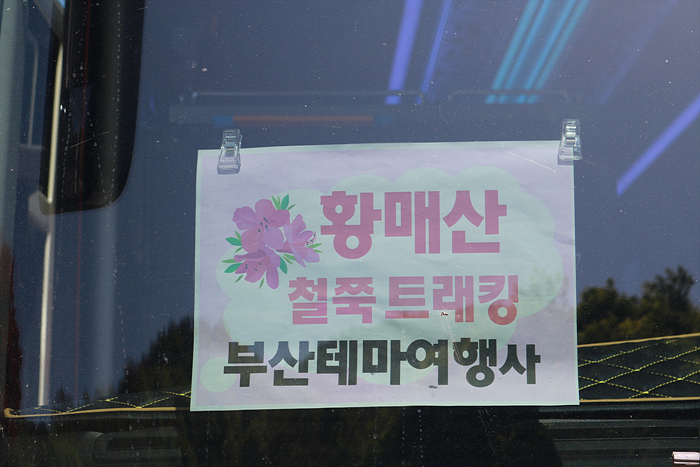 황매산
철쭉 트래킹
부산테마여행사